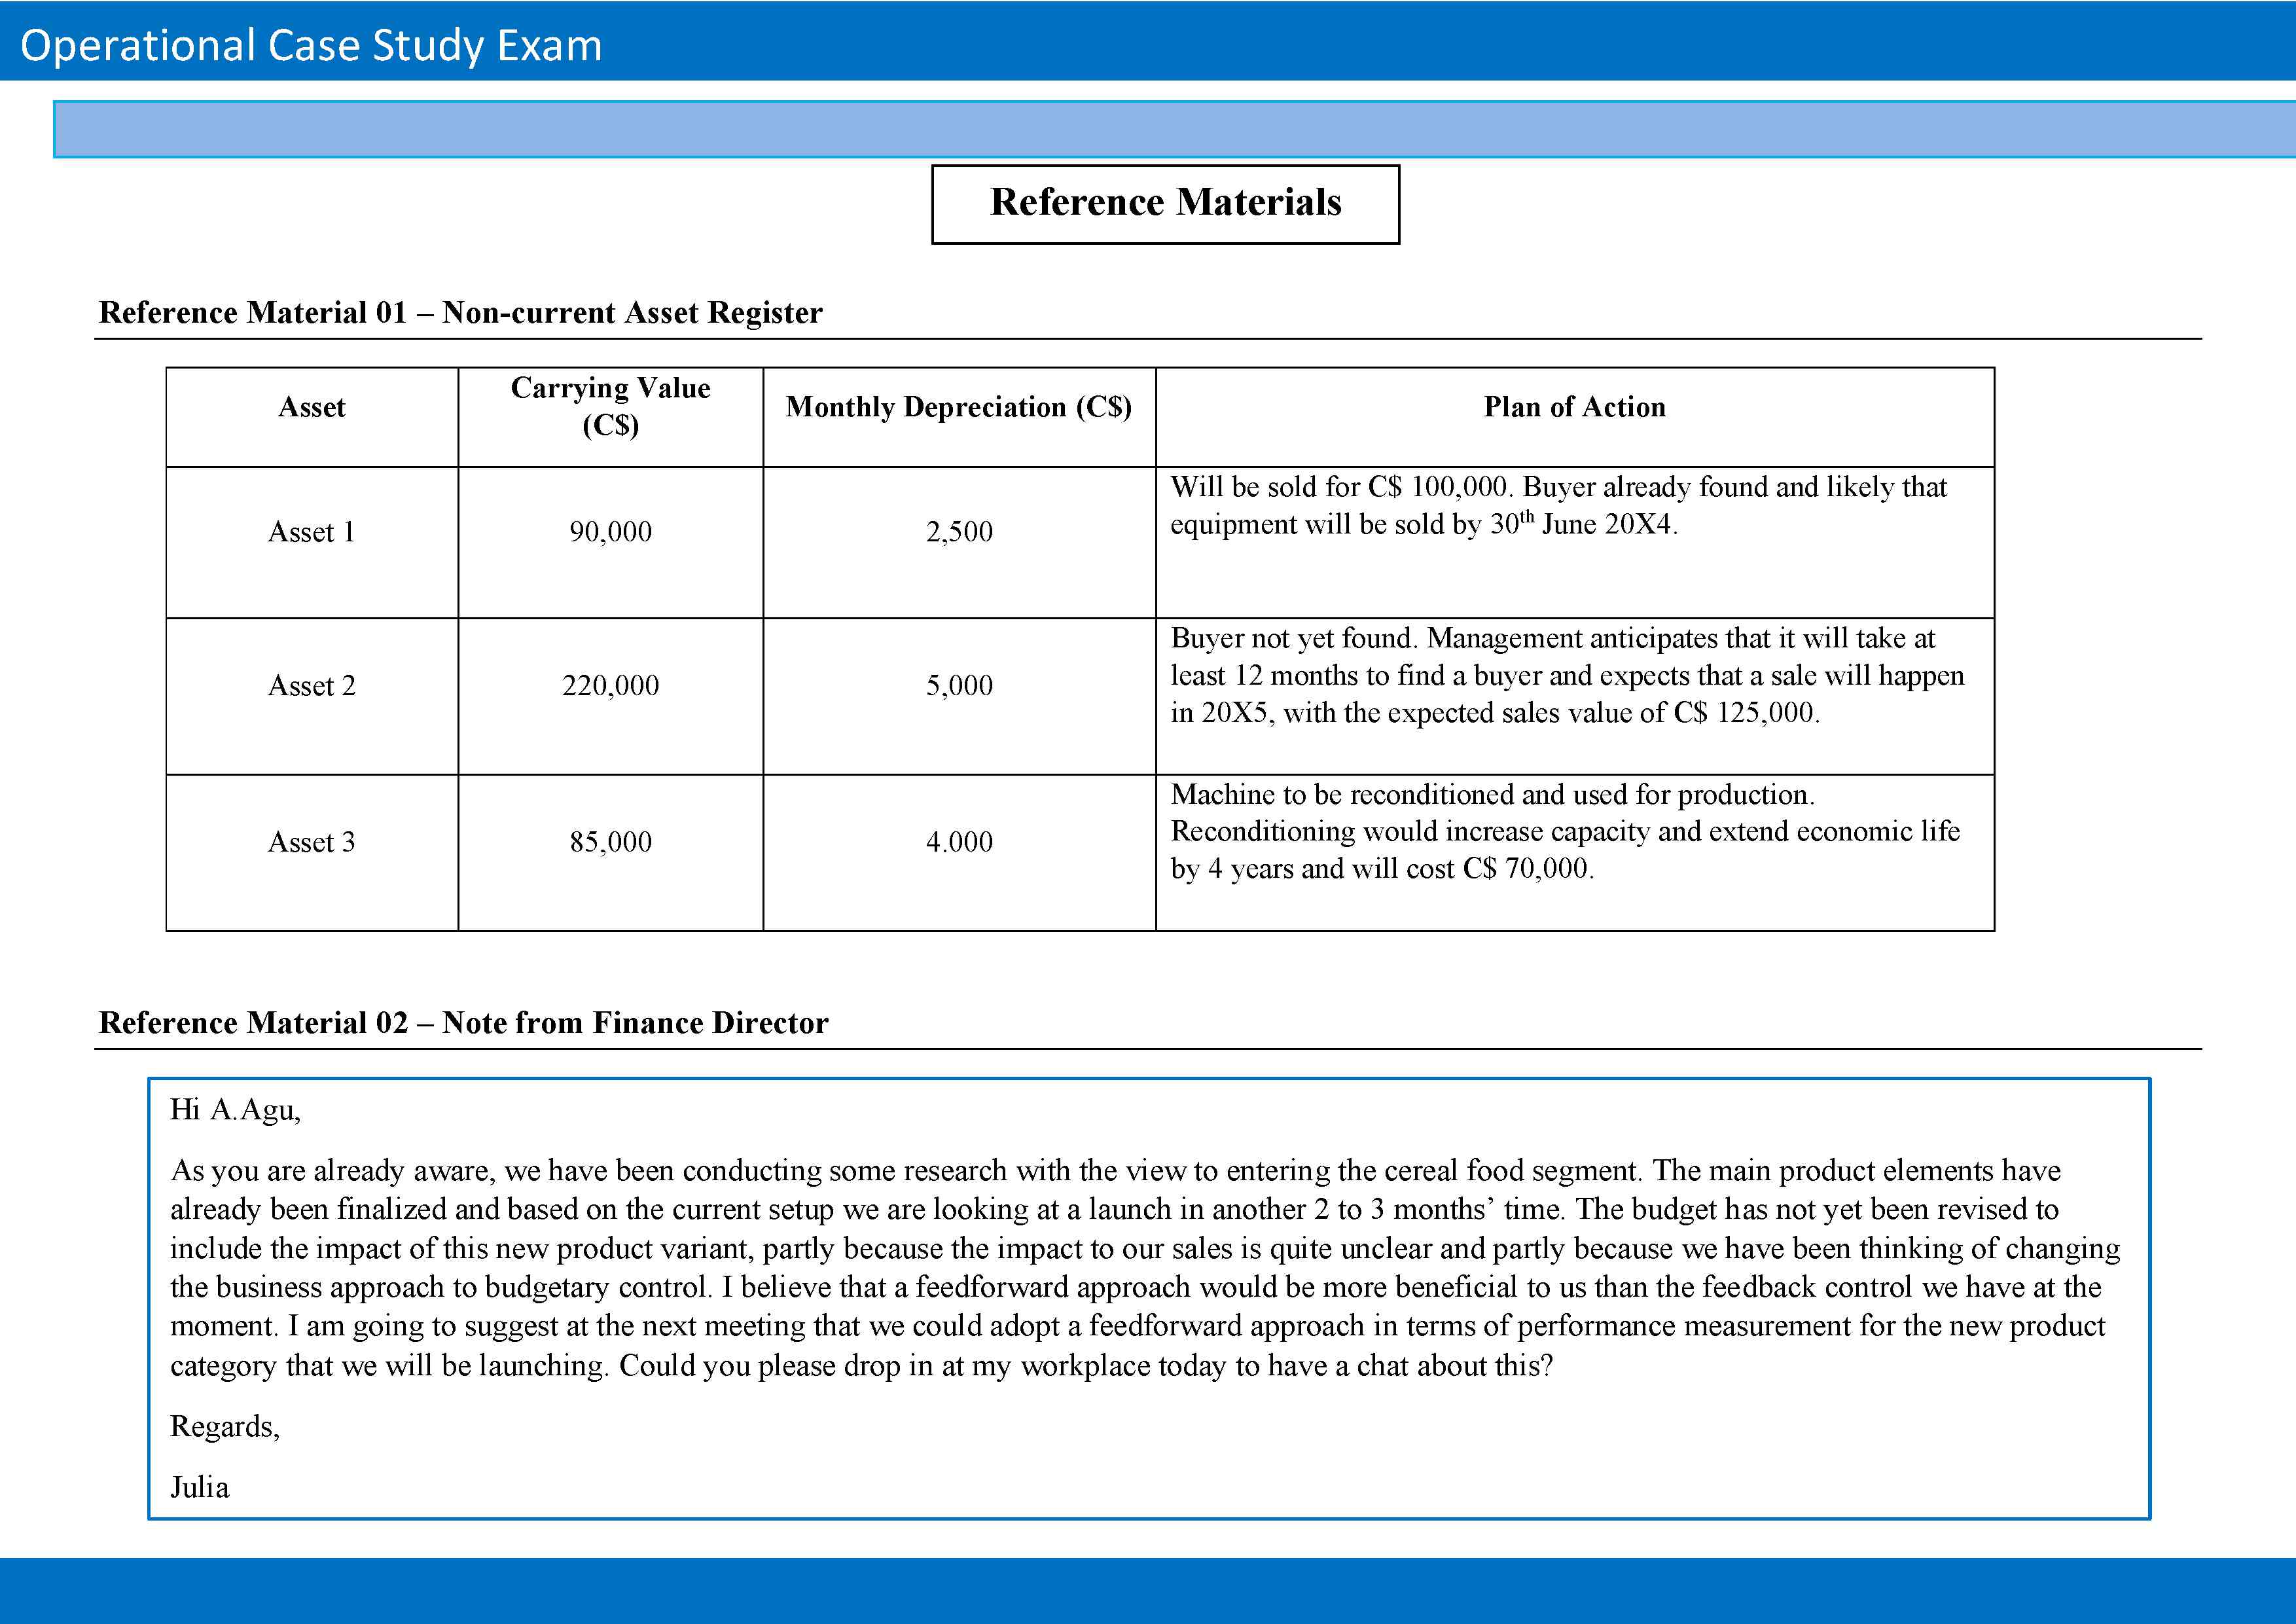 Operational Case Study Exam
Reference Materials
Reference Material 01 – Non-current Asset Register
Asset
Carrying Value
(C$)
Monthly Depreciation (C$)
Plan of Action
Asset 1
90,000
2,500
Will be sold for C$ 100,000. Buyer already found and likely that
equipment will be sold by 30th June 20X4.
Asset 2
220,000
5,000
Buyer not yet found. Management anticipates that it will take at
least 12 months to find a buyer and expects that a sale will happen
in 20X5, with the expected sales value of C$ 125,000.
Asset 3
85,000
4.000
Machine to be reconditioned and used for production.
Reconditioning would increase capacity and extend economic life
by 4 years and will cost C$ 70,000.
Reference Material 02 – Note from Finance Director
Hi A.Agu,
As you are already aware, we have been conducting some research with the view to entering the cereal food segment. The main product elements have
already been finalized and based on the current setup we are looking at a launch in another 2 to 3 months’ time. The budget has not yet been revised to
include the impact of this new product variant, partly because the impact to our sales is quite unclear and partly because we have been thinking of changing
the business approach to budgetary control. I believe that a feedforward approach would be more beneficial to us than the feedback control we have at the
moment. I am going to suggest at the next meeting that we could adopt a feedforward approach in terms of performance measurement for the new product
category that we will be launching. Could you please drop in at my workplace today to have a chat about this?
Regards,
Julia